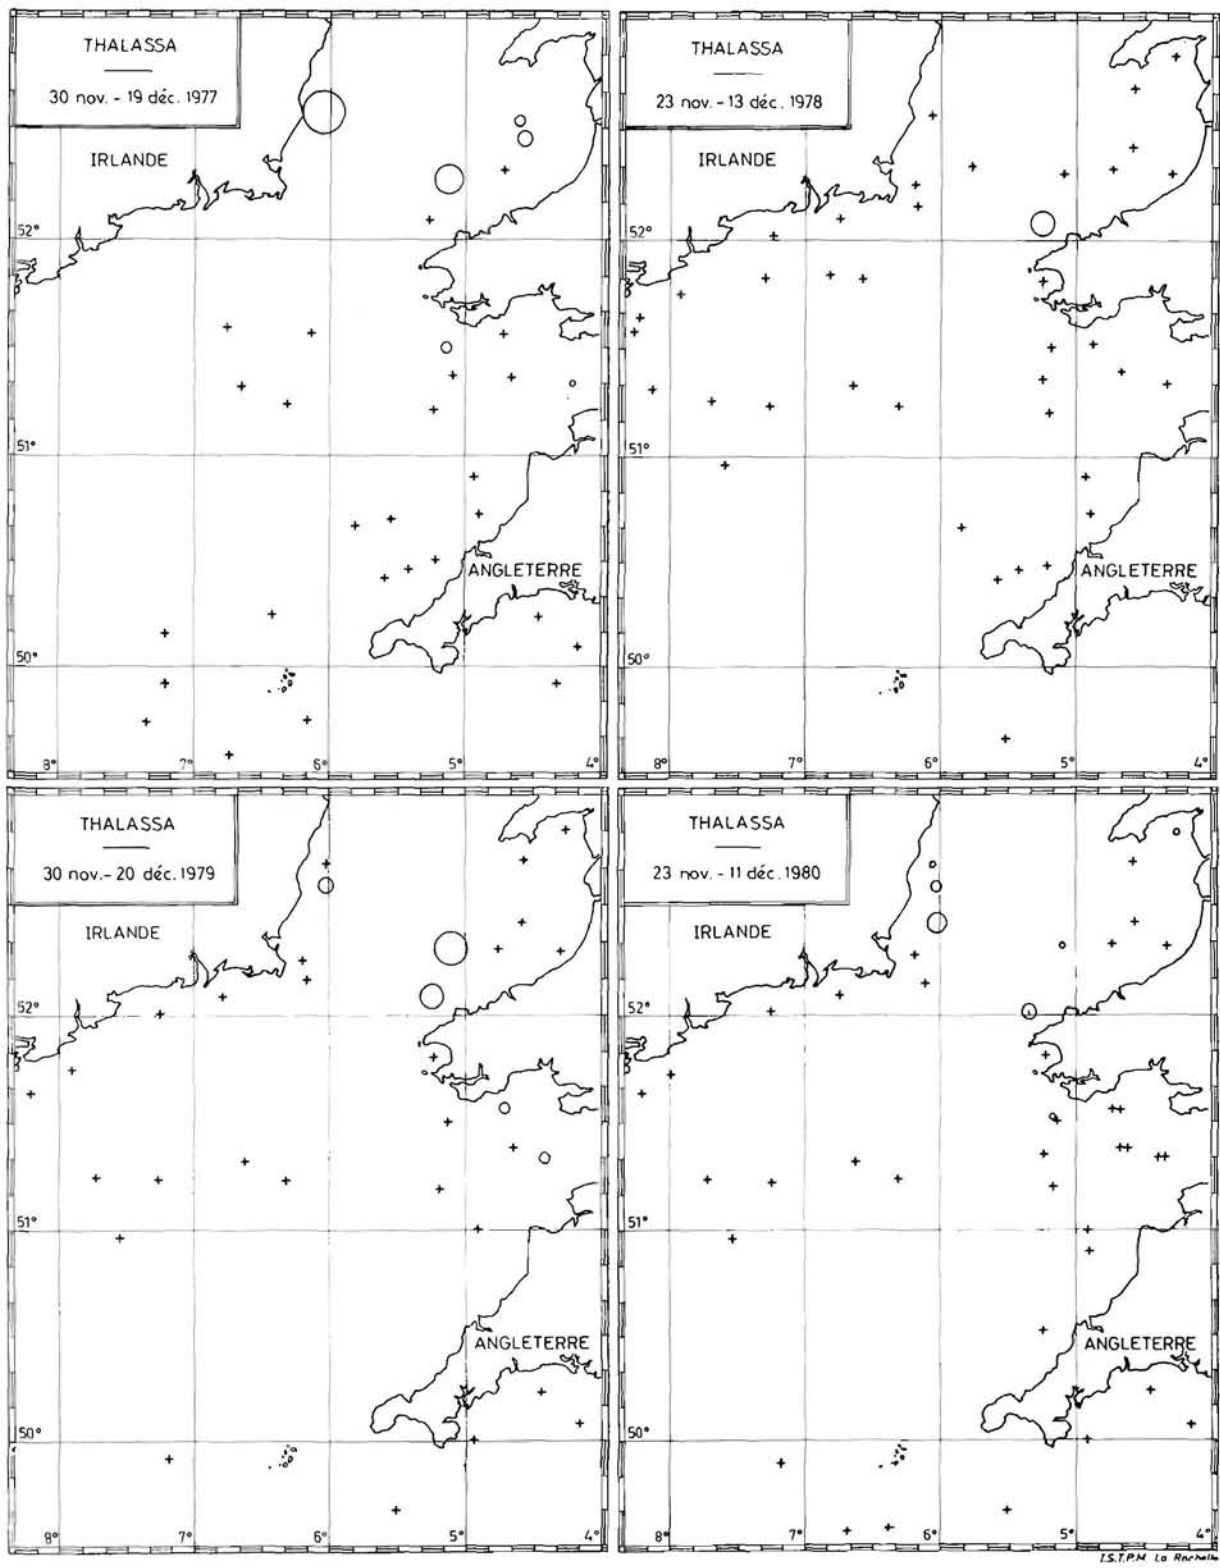 THALASSA
30 nov. - 19 déc. 1977
IRLANDE
52°
51°
ANGLETERRE
50°
8°
7°
6°
5°
4°
THALASSA
23 nov. - 13 déc. 1978
IRLANDE
52°
51°
ANGLETERRE
50°
7°
6°
5°
4°
THALASSA
30 nov. - 20 déc. 1979
IRLANDE
52°
51°
ANGLETERRE
50°
8°
7°
6°
5°
4°
THALASSA
23 nov. - 11 déc. 1980
IRLANDE
52°
51°
ANGLETERRE
50°
8°
7°
6°
5°
4°
I.S.T.P.M La Rochelle